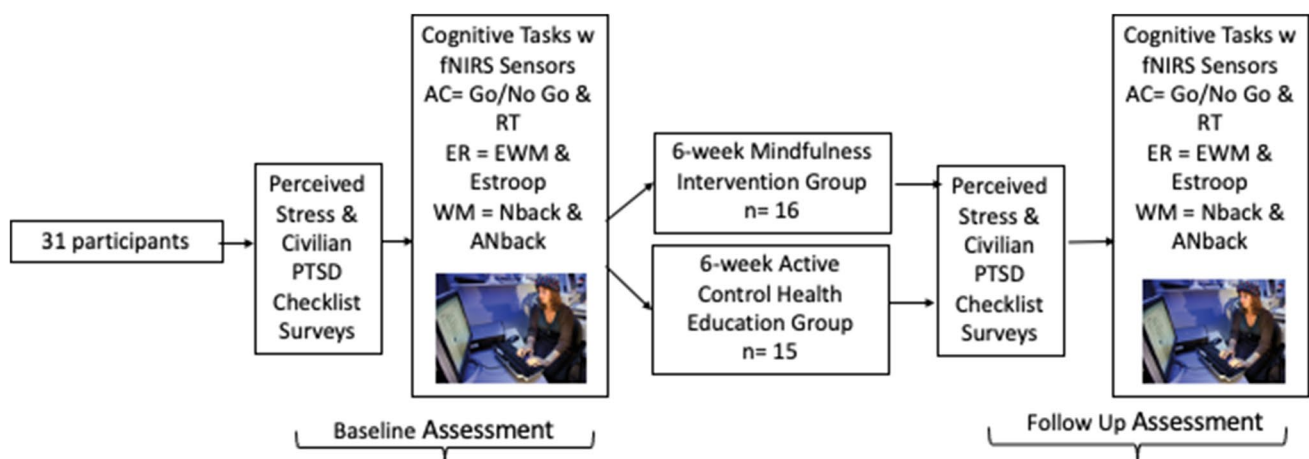 31 participants
Perceived
Stress &
Civilian
PTSD
Checklist
Surveys
Cognitive Tasks w
fNIRS Sensors
AC= Go/No Go &
RT
ER = EWM &
Estroop
WM = Nback &
ANback
6-week Mindfulness
Intervention Group
n= 16
6-week Active
Control Health
Education Group
n= 15
Perceived
Stress &
Civilian
PTSD
Checklist
Surveys
Cognitive Tasks w
fNIRS Sensors
AC= Go/No Go &
RT
ER = EWM &
Estroop
WM = Nback &
ANback
Baseline Assessment
Follow Up Assessment